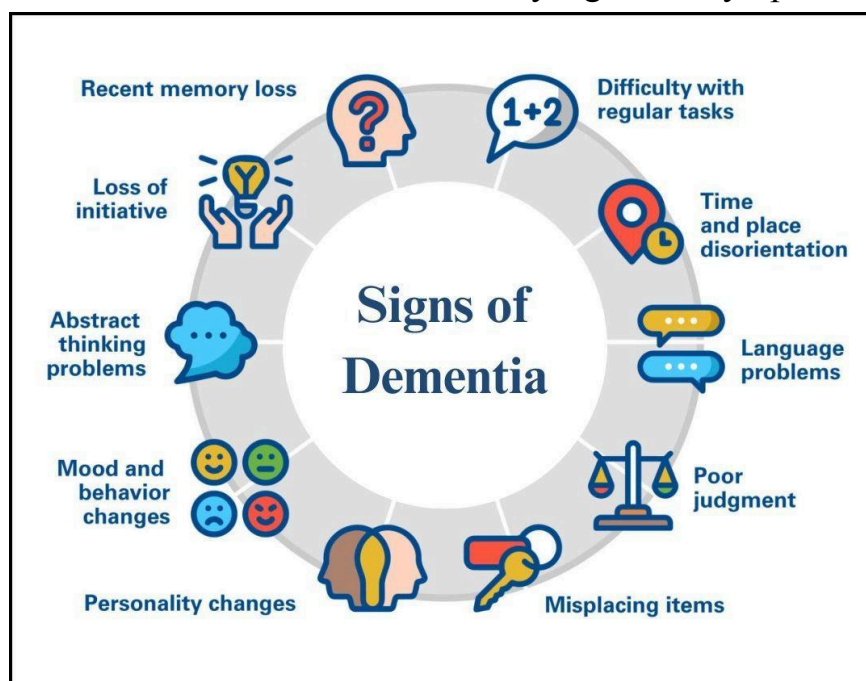 Recent memory loss
Difficulty with
regular tasks
1+2
Loss of
initiative
Time
and place
disorientation
Signs of
Dementia
Abstract
thinking
problems
Language
problems
Mood and
behavior
changes
Poor
judgment
Personality changes
Misplacing items